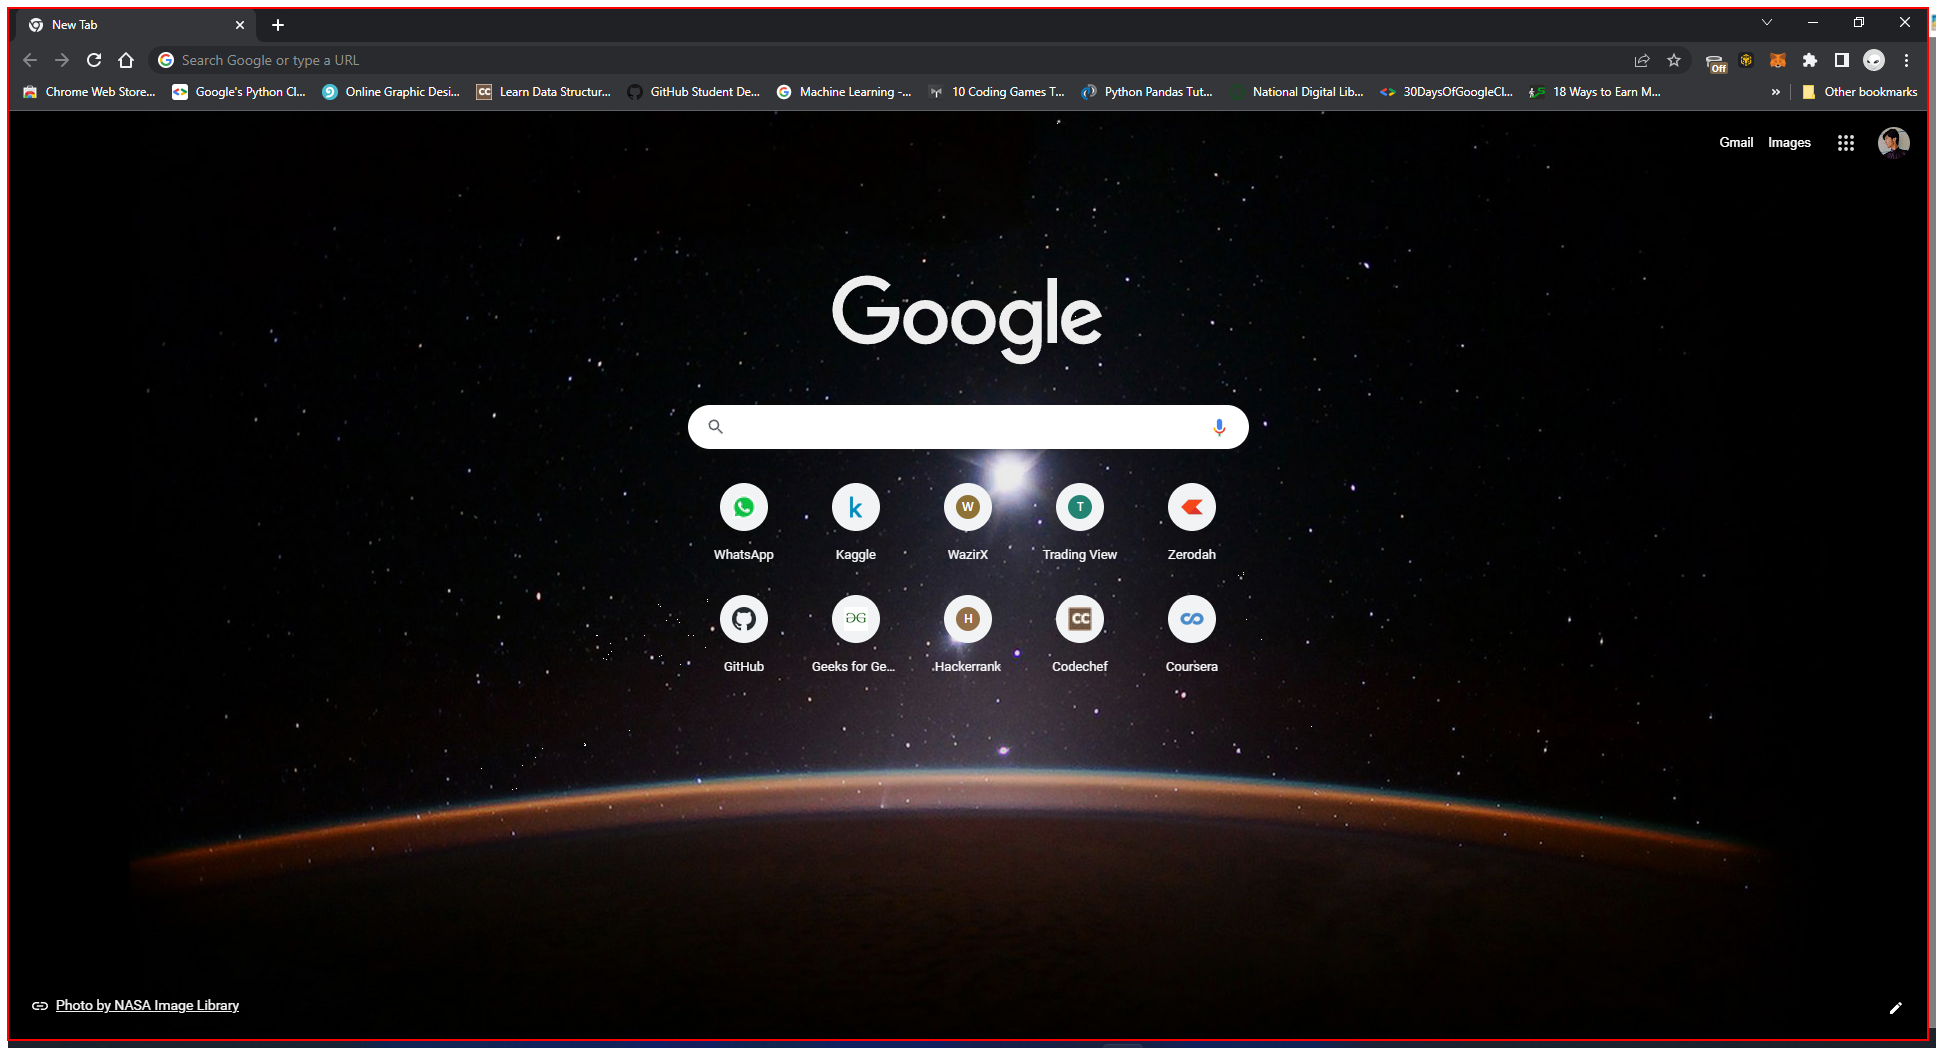 New Tab
Search Google or type a URL
Off
Chrome Web Store... Google's Python Cl... Online Graphic Desi... CC Learn Data Structur... GitHub Student De... Machine Learning -... 10 Coding Games T... Python Pandas Tut... National Digital Lib... 30DaysOfGoogleCl... 18 Ways to Earn M... » Other bookmarks
Gmail Images
Google
k W T
WhatsApp Kaggle WazirX Trading View Zerodah
H CC
GitHub Geeks for Ge... Hackerrank Codechef Coursera
Photo by NASA Image Library